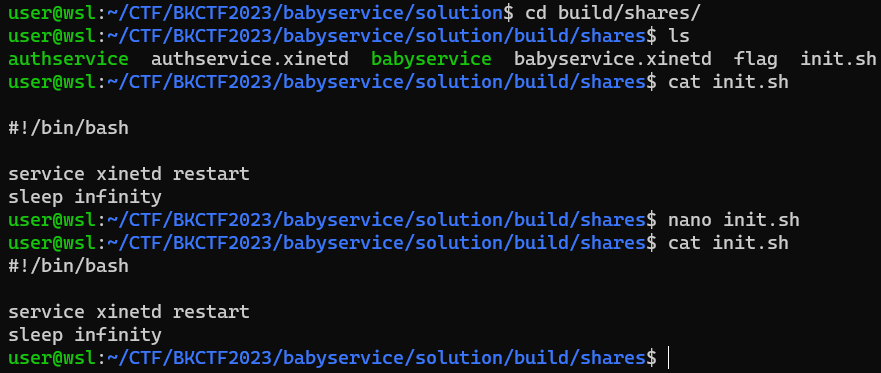 user@wsl:~/CTF/BKCTF2023/babyservice/solution$ cd build/shares/
user@wsl:~/CTF/BKCTF2023/babyservice/solution/build/shares$ ls
authservice  authservice.xinetd  babyservice  babyservice.xinetd  flag  init.sh
user@wsl:~/CTF/BKCTF2023/babyservice/solution/build/shares$ cat init.sh

#!/bin/bash

service xinetd restart
sleep infinity
user@wsl:~/CTF/BKCTF2023/babyservice/solution/build/shares$ nano init.sh
user@wsl:~/CTF/BKCTF2023/babyservice/solution/build/shares$ cat init.sh
#!/bin/bash

service xinetd restart
sleep infinity
user@wsl:~/CTF/BKCTF2023/babyservice/solution/build/shares$